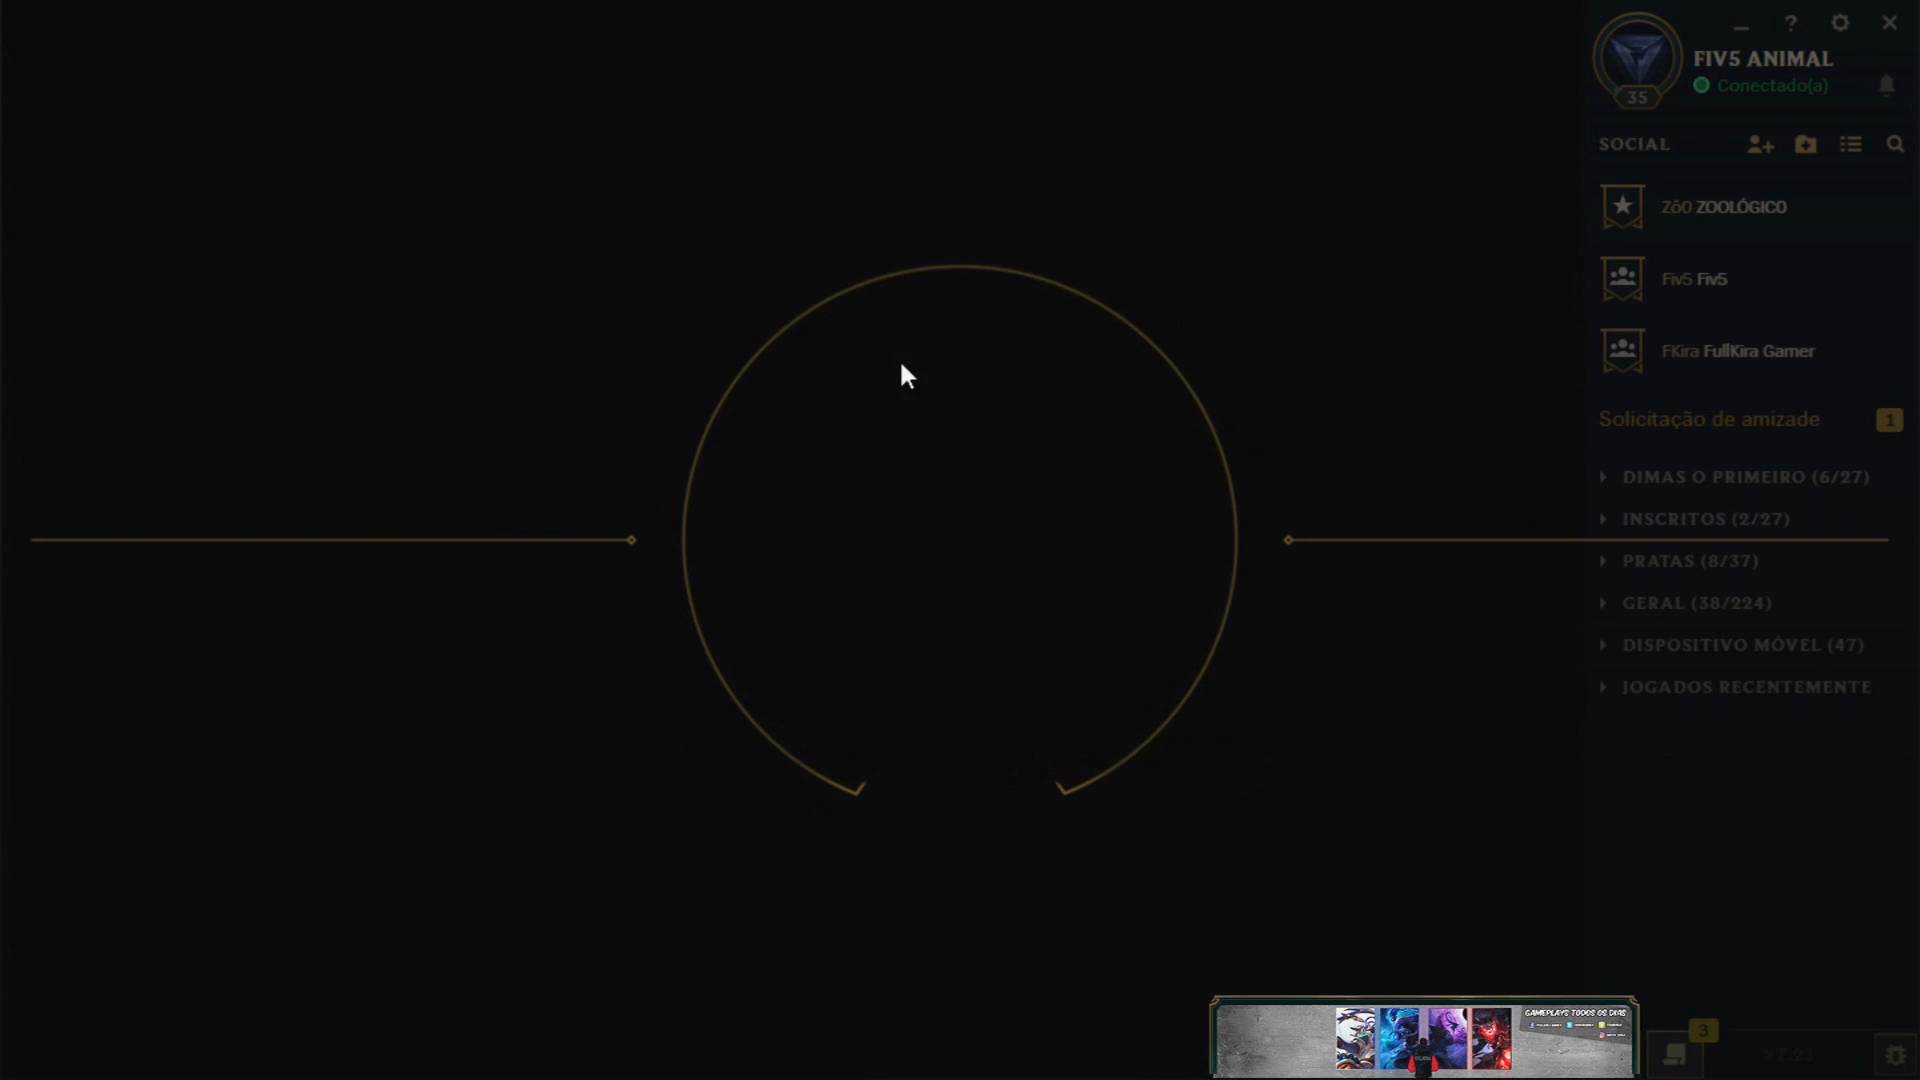 FIV5 ANIMAL
Conectado(a)
35
SOCIAL
ZôO ZOOLÓGICO
Fiv5 Fiv5
FKira FullKira Gamer
Solicitação de amizade 1
DIMAS O PRIMEIRO (6/27)
INSCRITOS (2/27)
PRATAS (8/37)
GERAL (38/224)
DISPOSITIVO MÓVEL (47)
JOGADOS RECENTEMENTE
GAMEPLAYS TODOS OS DIAS
3
V7.23